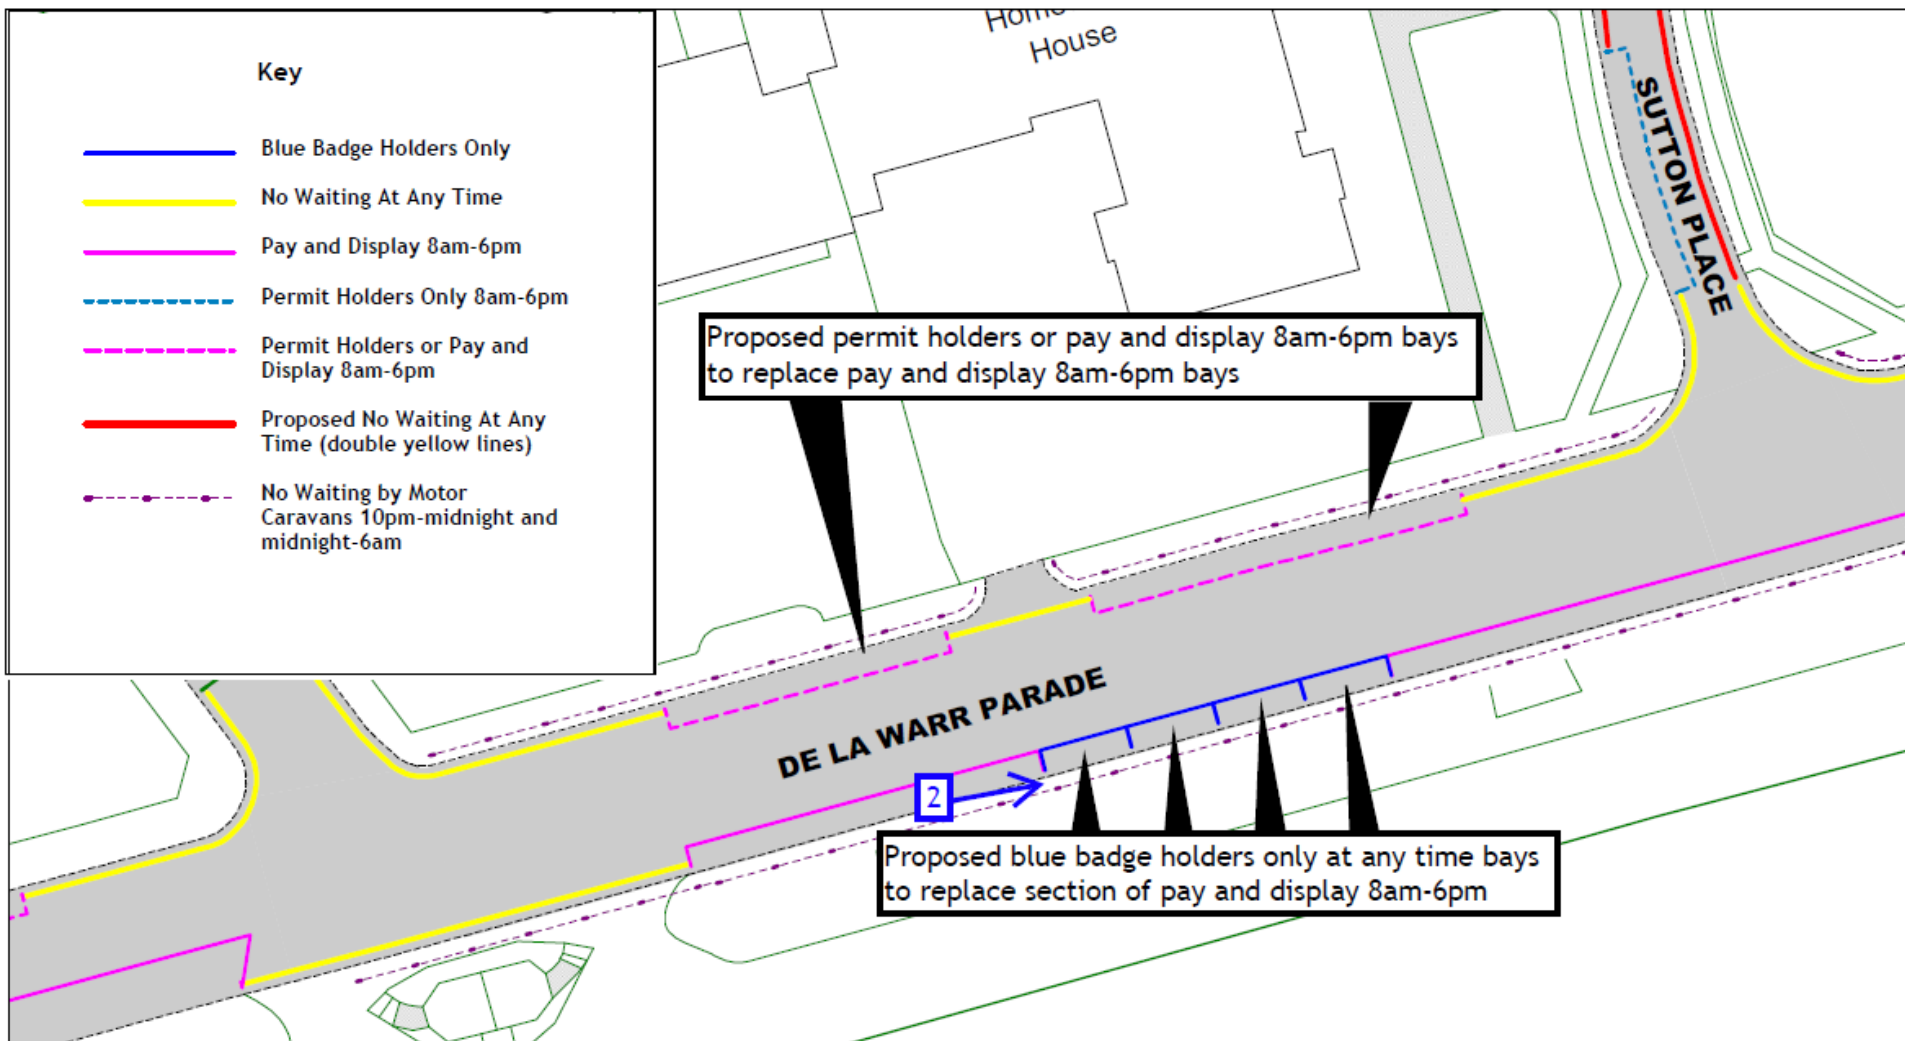 Key
Blue Badge Holders Only
No Waiting At Any Time
Pay and Display 8am-6pm
Permit Holders Only 8am-6pm
Permit Holders or Pay and
Display 8am-6pm
Proposed No Waiting At Any
Time (double yellow lines)
No Waiting by Motor
Caravans 10pm-midnight and
midnight-6am
House
SUTTON PLACE
Proposed permit holders or pay and display 8am-6pm bays
to replace pay and display 8am-6pm bays
DE LA WARR PARADE
2
Proposed blue badge holders only at any time bays
to replace section of pay and display 8am-6pm